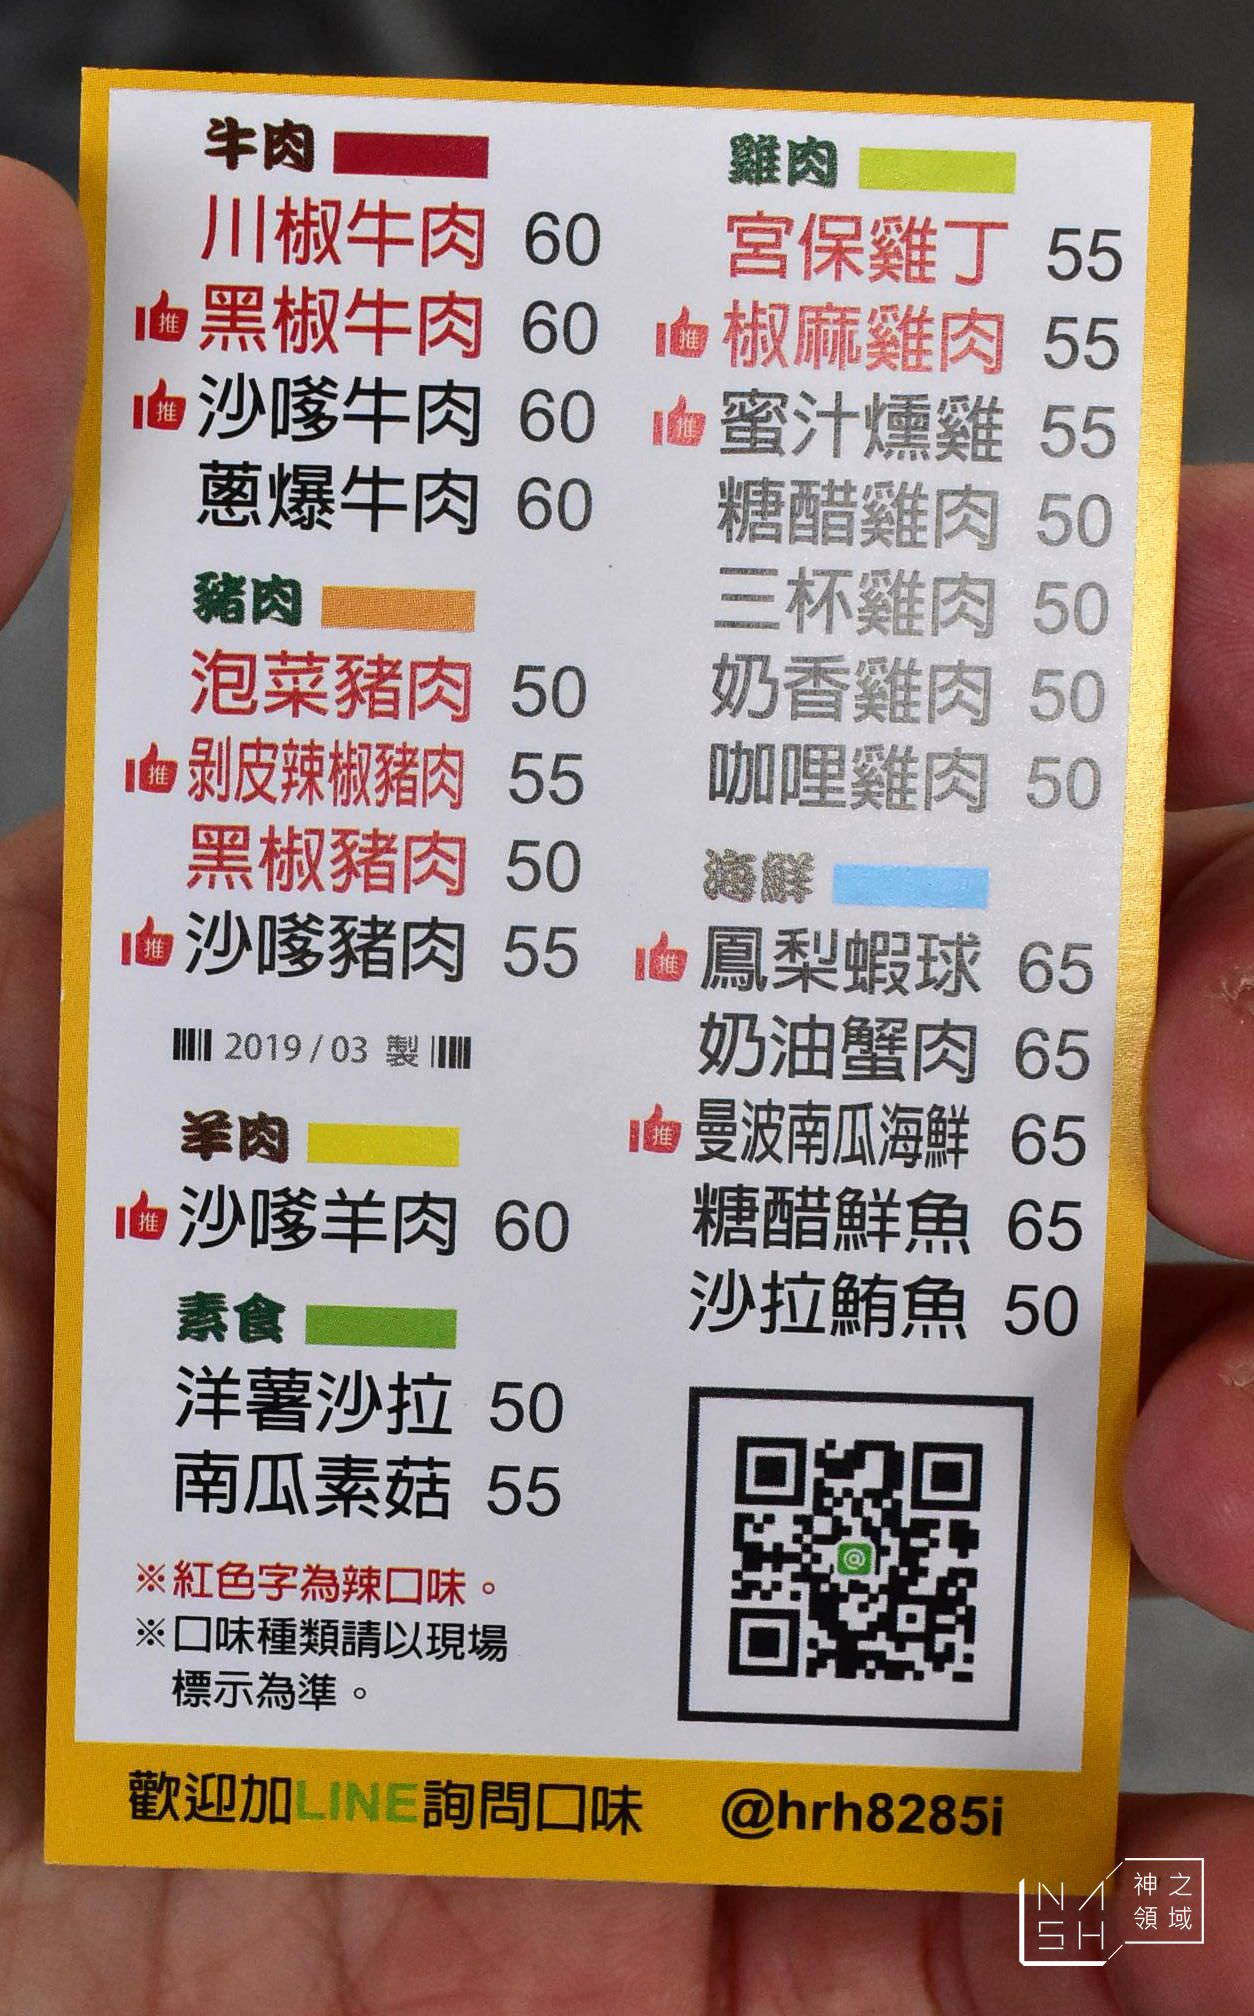 牛肉
川椒牛肉 60
推 黑椒牛肉 60
推 沙嗲牛肉 60
蔥爆牛肉 60
豬肉
泡菜豬肉 50
推 剝皮辣椒豬肉 55
黑椒豬肉 50
推 沙嗲豬肉 55
2019 / 03 製
羊肉
推 沙嗲羊肉 60
素食
洋薯沙拉 50
南瓜素菇 55
※紅色字為辣口味。
※口味種類請以現場
標示為準。
雞肉
宮保雞丁 55
推 椒麻雞肉 55
推 蜜汁燻雞 55
糖醋雞肉 50
三杯雞肉 50
奶香雞肉 50
咖哩雞肉 50
海鮮
推 鳳梨蝦球 65
奶油蟹肉 65
推 曼波南瓜海鮮 65
糖醋鮮魚 65
沙拉鮪魚 50
@
歡迎加LINE詢問口味 @hrh8285i
NASH 神之領域